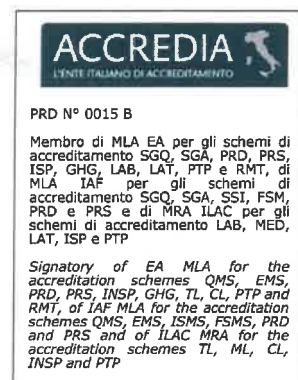 ACCREDIA
L'ENTE ITALIANO DI ACCREDITAMENTO
PRD N° 0015 B
Membro di MLA EA per gli schemi di
accreditamento SGQ, SGA, PRD, PRS,
ISP, GHG, LAB, LAT, PTP e RMT, di
MLA IAF per gli schemi di
accreditamento SGQ, SGA, SSI, FSM,
PRD e PRS e di MRA ILAC per gli
schemi di accreditamento LAB, MED,
LAT, ISP e PTP
Signatory of EA MLA for the
accreditation schemes QMS, EMS,
PRD, PRS, INSP, GHG, TL, CL, PTP and
RMT, of IAF MLA for the accreditation
schemes QMS, EMS, ISMS, FSMS, PRD
and PRS and of ILAC MRA for the
accreditation schemes TL, ML, CL,
INSP and PTP